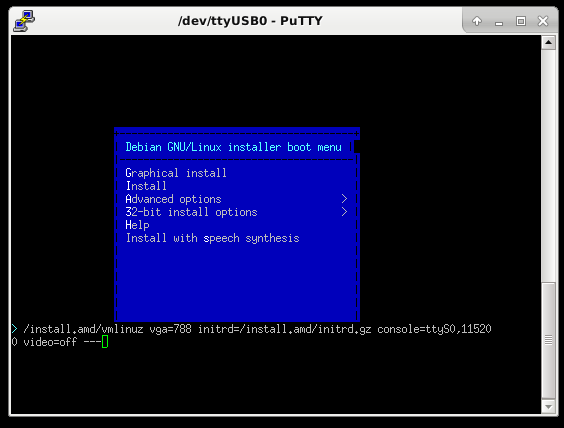 /dev/ttyUSB0 - PuTTY
Debian GNU/Linux installer boot menu
Graphical install
Install
Advanced options >
32-bit install options >
Help
Install with speech synthesis
> /install.amd/vmlinuz vga=788 initrd=/install.amd/initrd.gz console=ttyS0,11520
0 video=off ---